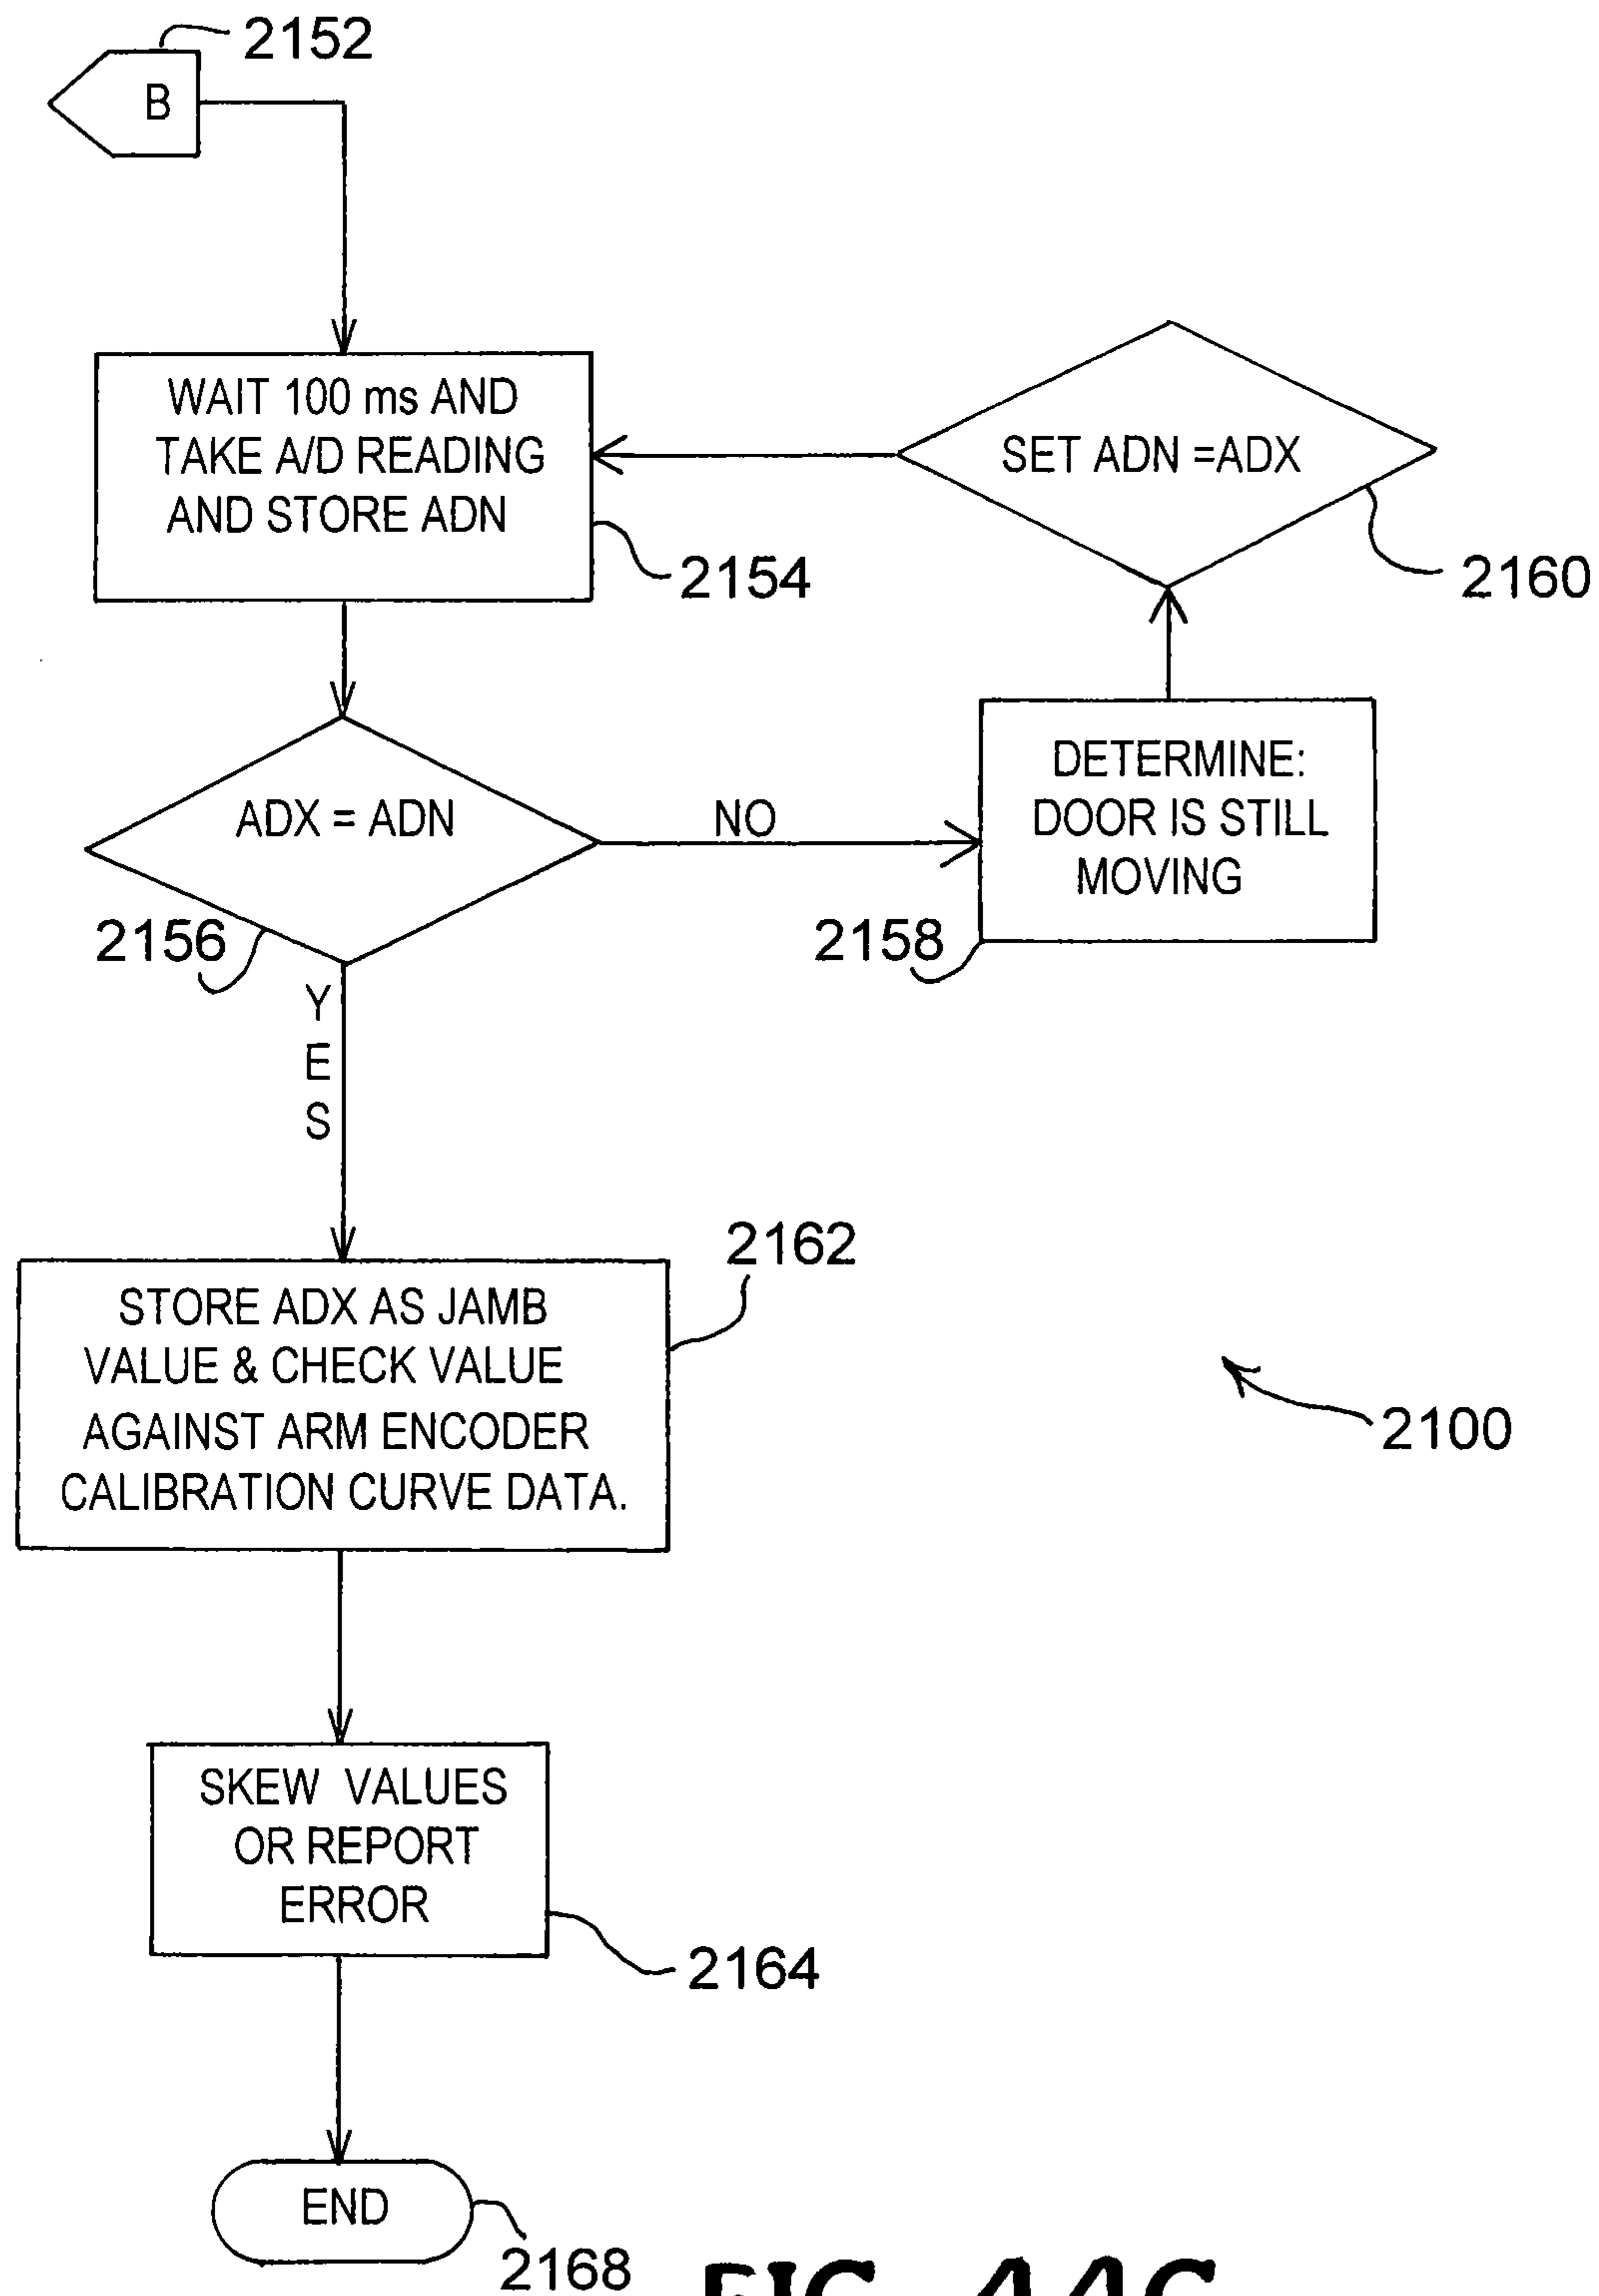 2152
B
WAIT 100 ms AND
TAKE A/D READING
AND STORE ADN
2154
SET ADN =ADX
2160
ADX = ADN
2156
NO
DETERMINE:
DOOR IS STILL
MOVING
2158
Y
E
S
2162
STORE ADX AS JAMB
VALUE & CHECK VALUE
AGAINST ARM ENCODER
CALIBRATION CURVE DATA.
2100
SKEW VALUES
OR REPORT
ERROR
2164
END
2168
FIG. 44C